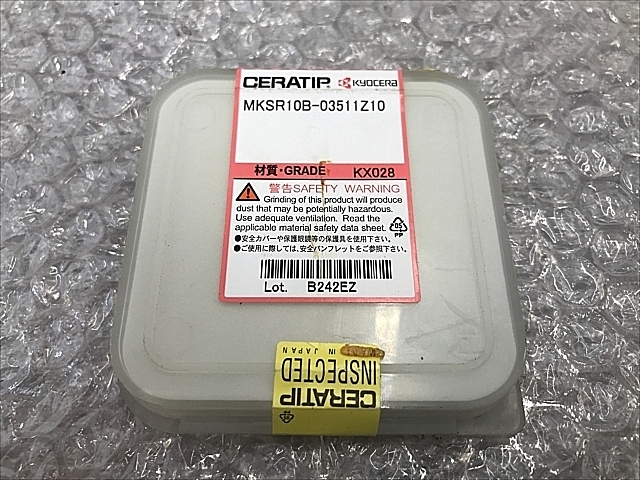 CERATIP KYOCERA
MKSR10B-03511Z10
材質・GRADE KX028
警告SAFETY WARNING
Grinding of this product will produce
dust that may be potentially hazardous.
Use adequate ventilation. Read the
applicable material safety data sheet.
05
PP
●安全カバーや保護眼鏡等の保護具を使用下さい。
●ご使用に際しては、安全パンフレットをご参照下さい。
Lot. B242EZ
CERATIP
INSPECTED
IN JAPAN